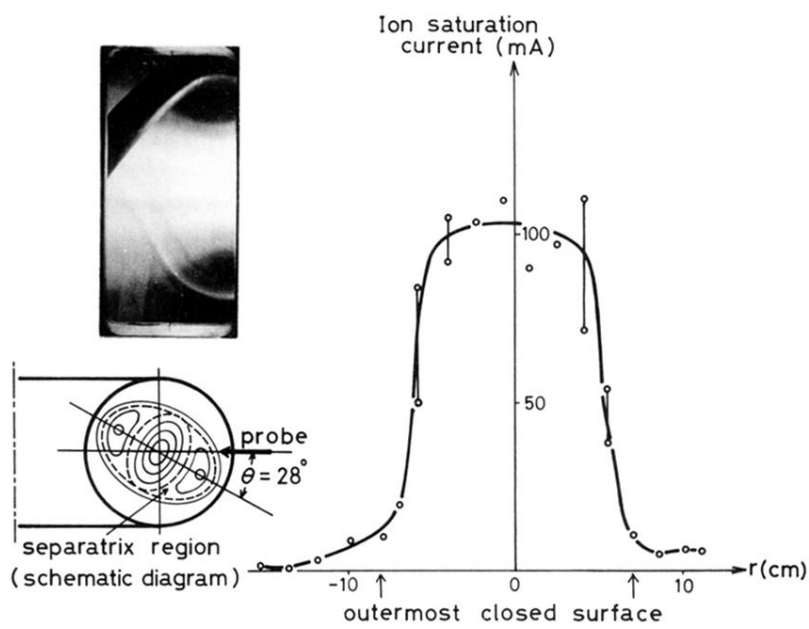 Ion saturation
current (mA)
100
50
probe
θ = 28°
separatrix region
(schematic diagram)
-10
0
10
r(cm)
outermost closed surface